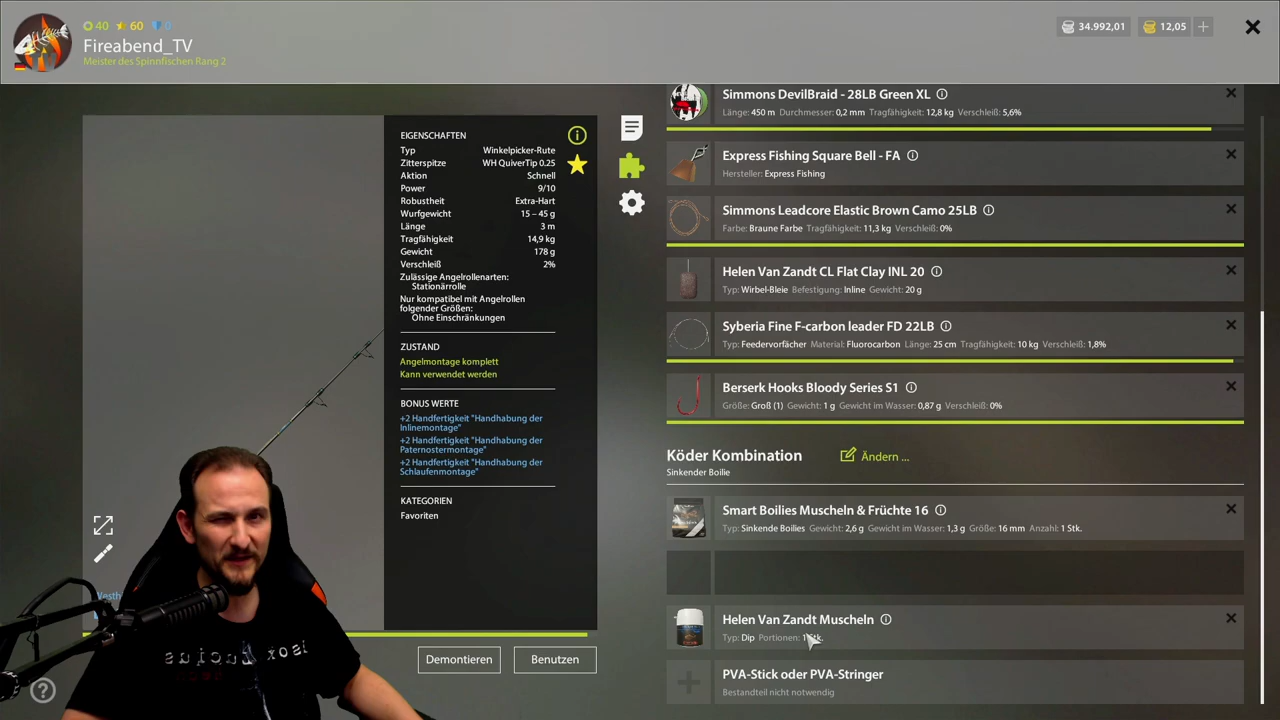 40 60 0
Fireabend_TV
Meister des Spinnfischen Rang 2
34.992,01 12,05
EIGENSCHAFTEN
Typ Winkelpicker-Rute
Zitterspitze WH QuiverTip 0.25
Aktion Schnell
Power 9/10
Robustheit Extra-Hart
Wurfgewicht 15 – 45 g
Länge 3 m
Tragfähigkeit 14,9 kg
Gewicht 178 g
Verschleiß 2%
Zulässige Angelrollenarten:
Stationärrolle
Nur kompatibel mit Angelrollen
folgender Größen:
Ohne Einschränkungen
ZUSTAND
Angelmontage komplett
Kann verwendet werden
BONUS WERTE
+2 Handfertigkeit "Handhabung der
Inlinemontage"
+2 Handfertigkeit "Handhabung der
Paternostermontage"
+2 Handfertigkeit "Handhabung der
Schlaufenmontage"
KATEGORIEN
Favoriten
Demontieren Benutzen
Simmons DevilBraid - 28LB Green XL
Länge: 450 m Durchmesser: 0,2 mm Tragfähigkeit: 12,8 kg Verschleiß: 5,6%
Express Fishing Square Bell - FA
Hersteller: Express Fishing
Simmons Leadcore Elastic Brown Camo 25LB
Farbe: Braune Farbe Tragfähigkeit: 11,3 kg Verschleiß: 0%
Helen Van Zandt CL Flat Clay INL 20
Typ: Wirbel-Bleie Befestigung: Inline Gewicht: 20 g
Syberia Fine F-carbon leader FD 22LB
Typ: Feedervorfächer Material: Fluorocarbon Länge: 25 cm Tragfähigkeit: 10 kg Verschleiß: 1,8%
Berserk Hooks Bloody Series S1
Größe: Groß (1) Gewicht: 1 g Gewicht im Wasser: 0,87 g Verschleiß: 0%
Köder Kombination Ändern ...
Sinkender Boilie
Smart Boilies Muscheln & Früchte 16
Typ: Sinkende Boilies Gewicht: 2,6 g Gewicht im Wasser: 1,3 g Größe: 16 mm Anzahl: 1 Stk.
Helen Van Zandt Muscheln
Typ: Dip Portionen: 1 Stk.
PVA-Stick oder PVA-Stringer
Bestandteil nicht notwendig